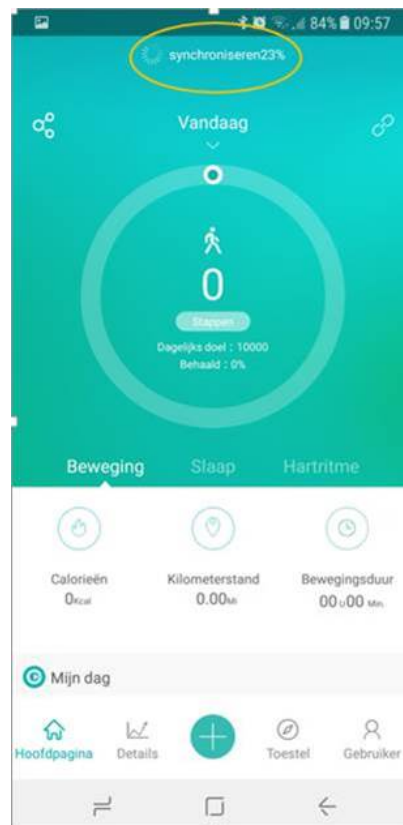 84% 09:57
synchroniseren23%
Vandaag
0
Stappen
Dagelijks doel : 10000
Behaald : 0%
Beweging Slaap Hartritme
Calorieën Kilometerstand Bewegingsduur
0Kcal 0.00Mi 00 U 00 Min.
Mijn dag
Hoofdpagina Details Toestel Gebruiker